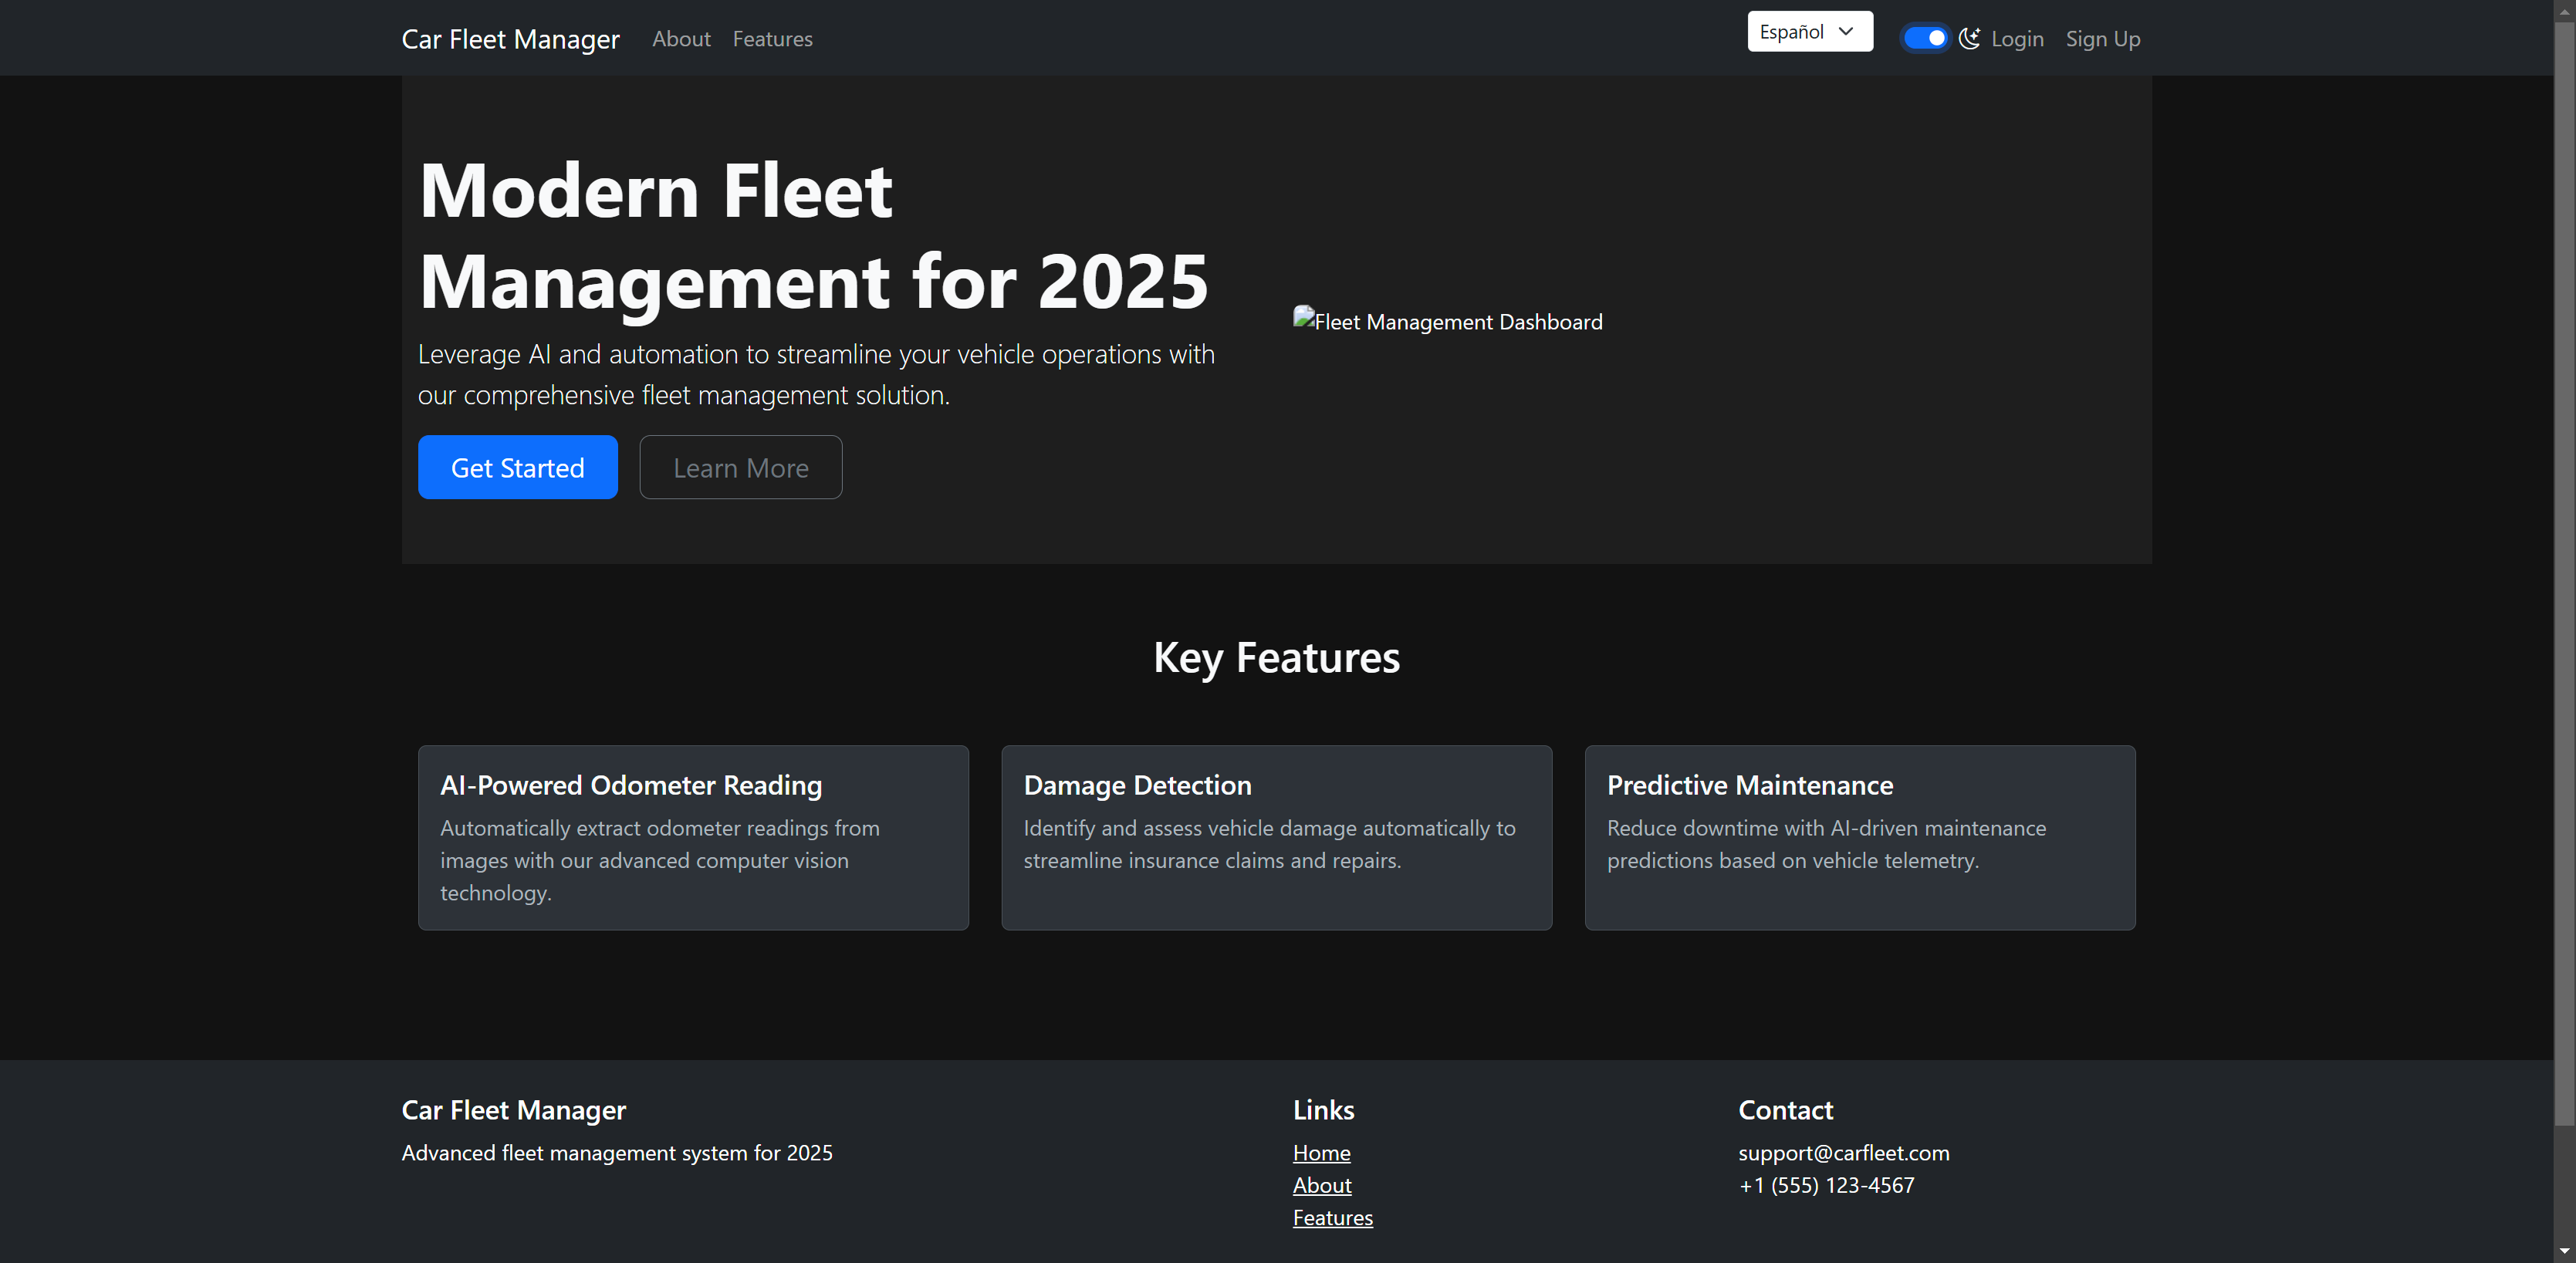 Car Fleet Manager
About
Features
Español
Login
Sign Up
Modern Fleet
Management for 2025
Leverage AI and automation to streamline your vehicle operations with
our comprehensive fleet management solution.
Get Started
Learn More
Fleet Management Dashboard
Key Features
AI-Powered Odometer Reading
Automatically extract odometer readings from
images with our advanced computer vision
technology.
Damage Detection
Identify and assess vehicle damage automatically to
streamline insurance claims and repairs.
Predictive Maintenance
Reduce downtime with AI-driven maintenance
predictions based on vehicle telemetry.
Car Fleet Manager
Advanced fleet management system for 2025
Links
Home
About
Features
Contact
support@carfleet.com
+1 (555) 123-4567